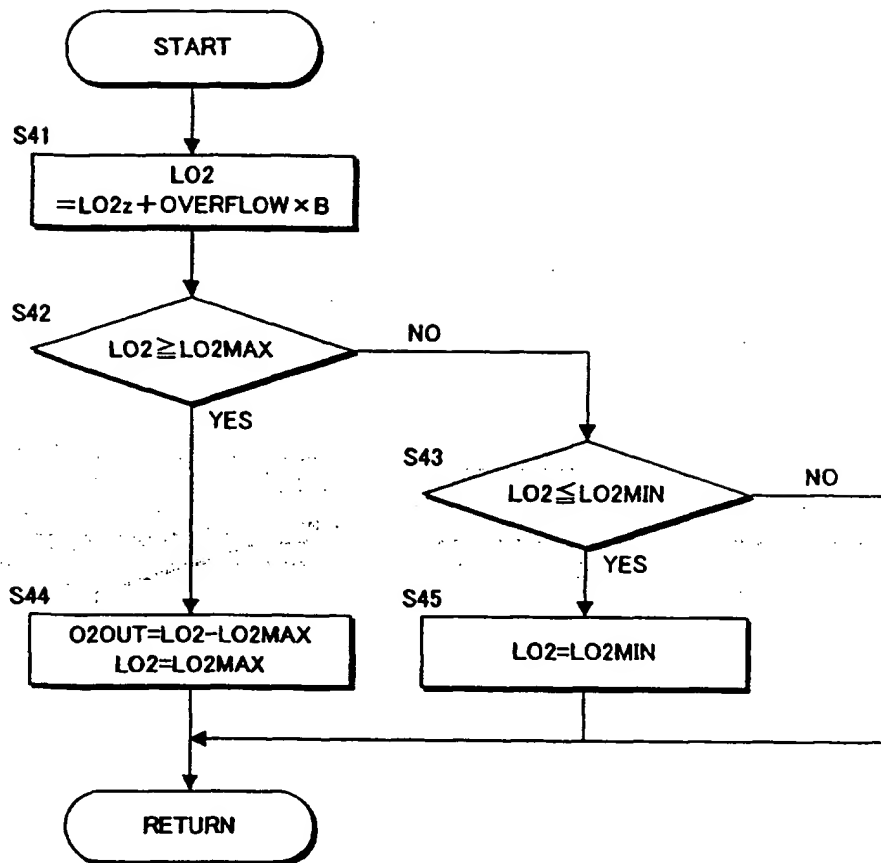 START
S41
LO2
=LO2z+OVERFLOW×B
S42
LO2≧LO2MAX
NO
YES
S43
LO2≦LO2MIN
NO
YES
S44
O2OUT=LO2-LO2MAX
LO2=LO2MAX
S45
LO2=LO2MIN
RETURN